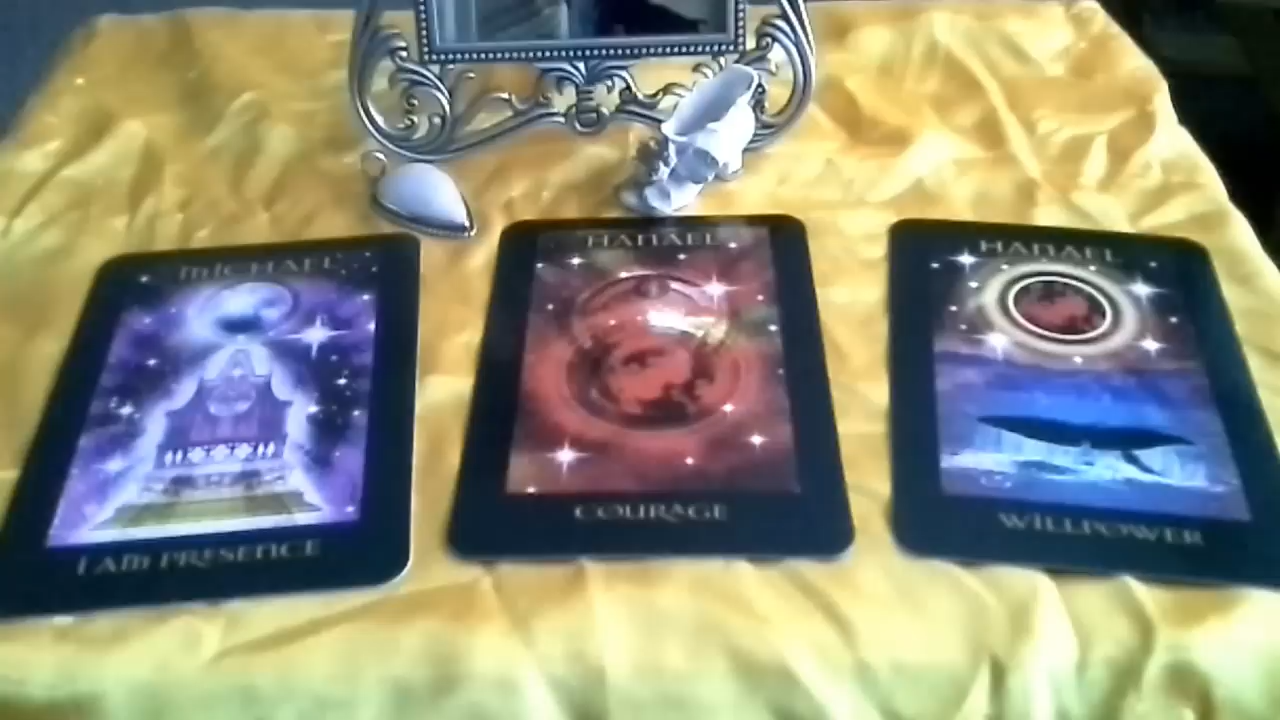 MICHAEL
I AM PRESENCE
HANAEL
COURAGE
HANAEL
WILLPOWER